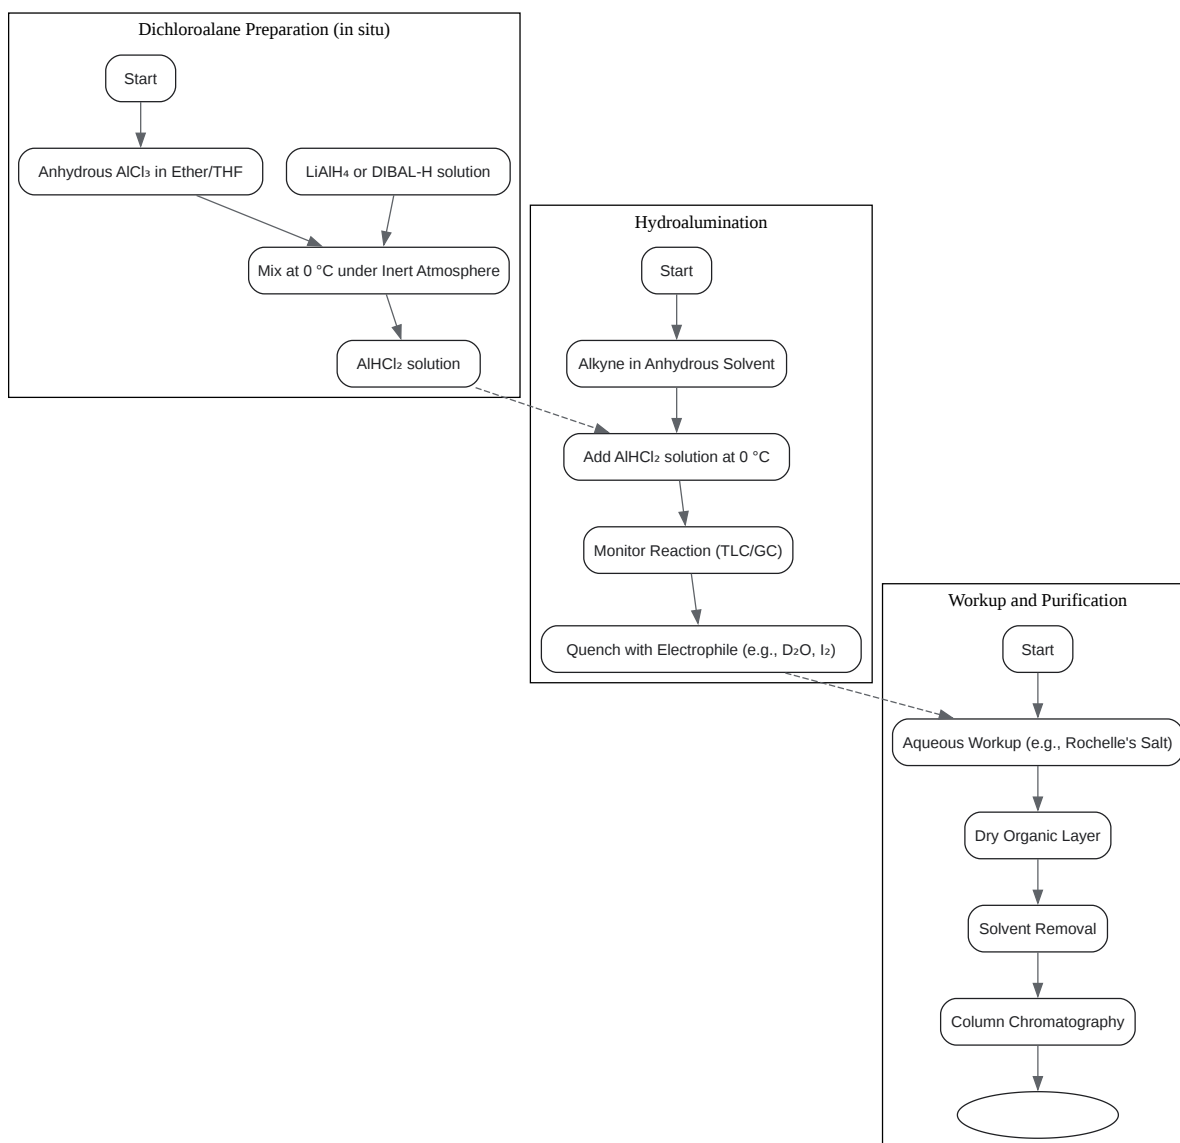 Dichloroalane Preparation (in situ)
Start
Anhydrous AlCl₃ in Ether/THF
LiAlH₄ or DIBAL-H solution
Mix at 0 °C under Inert Atmosphere
AlHCl₂ solution
Hydroalumination
Start
Alkyne in Anhydrous Solvent
Add AlHCl₂ solution at 0 °C
Monitor Reaction (TLC/GC)
Quench with Electrophile (e.g., D₂O, I₂)
Workup and Purification
Start
Aqueous Workup (e.g., Rochelle's Salt)
Dry Organic Layer
Solvent Removal
Column Chromatography